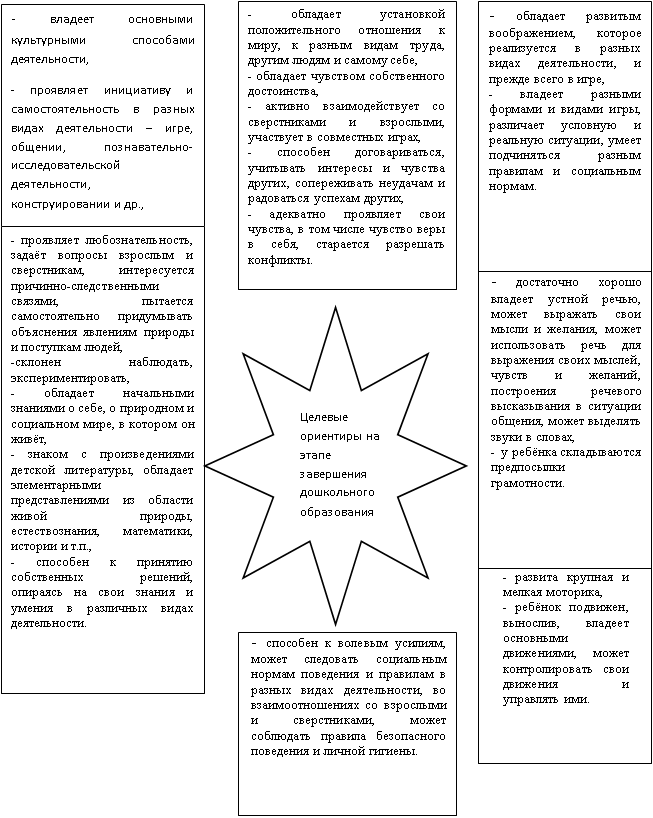 - владеет основными
культурными способами
деятельности,
- проявляет инициативу и
самостоятельность в разных
видах деятельности – игре,
общении, познавательно-
исследовательской
деятельности,
конструировании и др.,
- проявляет любознательность,
задаёт вопросы взрослым и
сверстникам, интересуется
причинно-следственными
связями, пытается
самостоятельно придумывать
объяснения явлениям природы
и поступкам людей,
-склонен наблюдать,
экспериментировать,
- обладает начальными
знаниями о себе, о природном и
социальном мире, в котором он
живёт,
- знаком с произведениями
детской литературы, обладает
элементарными
представлениями из области
живой природы,
естествознания, математики,
истории и т.п.,
- способен к принятию
собственных решений,
опираясь на свои знания и
умения в различных видах
деятельности.
- обладает установкой
положительного отношения к
миру, к разным видам труда,
другим людям и самому себе,
- обладает чувством собственного
достоинства,
- активно взаимодействует со
сверстниками и взрослыми,
участвует в совместных играх,
- способен договариваться,
учитывать интересы и чувства
других, сопереживать неудачам и
радоваться успехам других,
- адекватно проявляет свои
чувства, в том числе чувство веры
в себя, старается разрешать
конфликты.
Целевые
ориентиры на
этапе
завершения
дошкольного
образования
- способен к волевым усилиям,
может следовать социальным
нормам поведения и правилам в
разных видах деятельности, во
взаимоотношениях со взрослыми
и сверстниками, может
соблюдать правила безопасного
поведения и личной гигиены.
- обладает развитым
воображением, которое
реализуется в разных
видах деятельности, и
прежде всего в игре,
- владеет разными
формами и видами игры,
различает условную и
реальную ситуации, умеет
подчиняться разным
правилам и социальным
нормам.
- достаточно хорошо
владеет устной речью,
может выражать свои
мысли и желания, может
использовать речь для
выражения своих мыслей,
чувств и желаний,
построения речевого
высказывания в ситуации
общения, может выделять
звуки в словах,
- у ребёнка складываются
предпосылки
грамотности.
- развита крупная и
мелкая моторика,
- ребёнок подвижен,
вынослив, владеет
основными
движениями, может
контролировать свои
движения и
управлять ими.